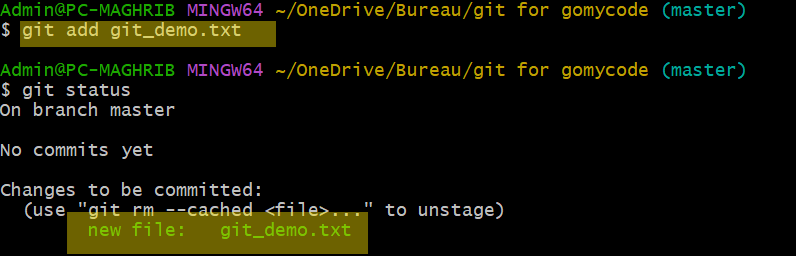 Admin@PC-MAGHRIB MINGW64 ~/OneDrive/Bureau/git for gomycode (master)
$ git add git_demo.txt
Admin@PC-MAGHRIB MINGW64 ~/OneDrive/Bureau/git for gomycode (master)
$ git status
On branch master
No commits yet
Changes to be committed:
(use "git rm --cached <file>..." to unstage)
new file: git_demo.txt